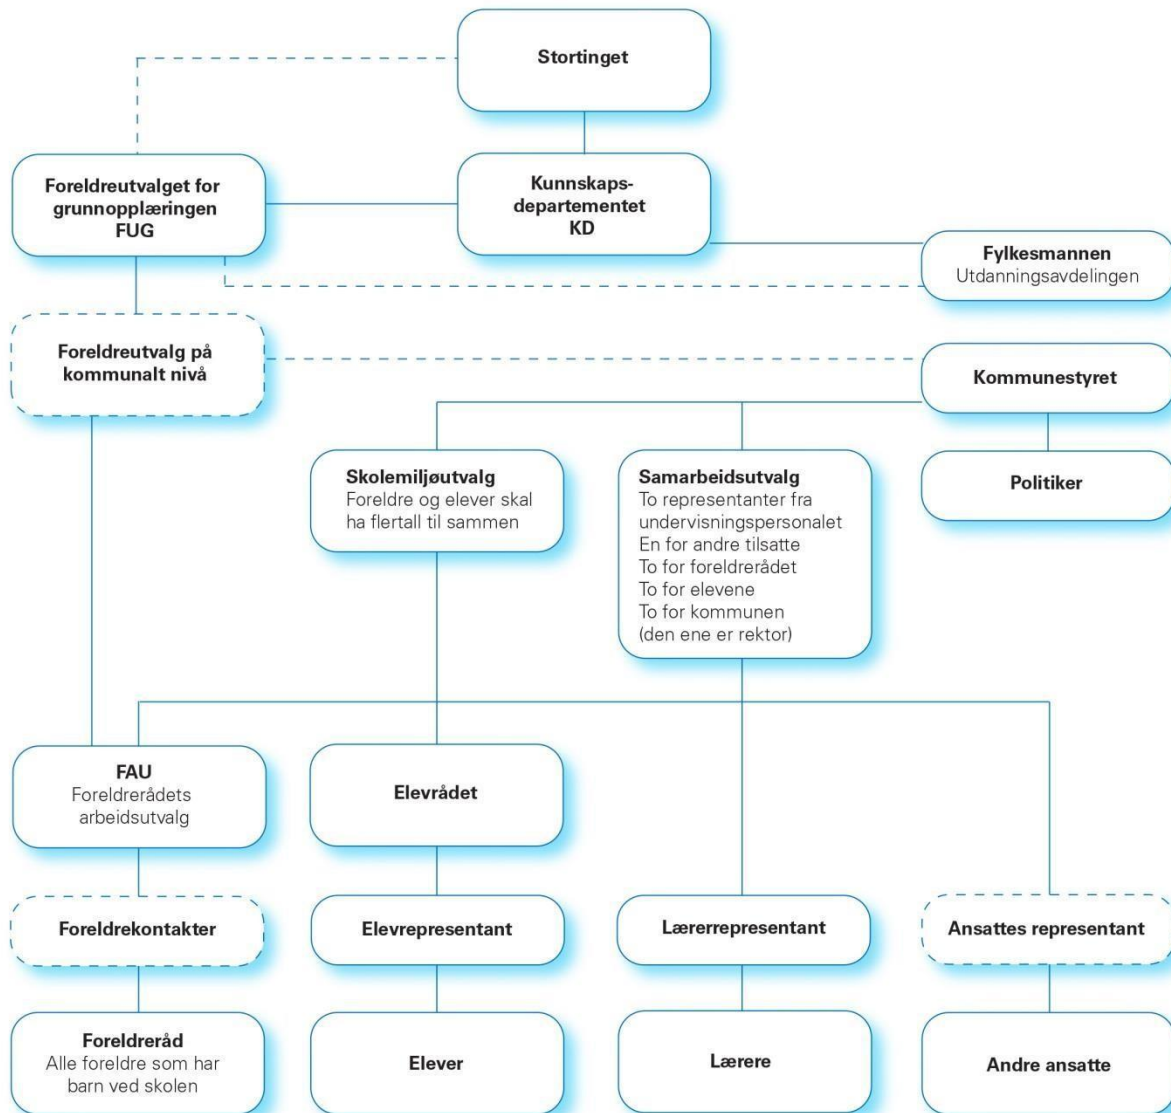 Stortinget
Foreldreutvalget for
grunnopplæringen
FUG
Kunnskaps-
departementet
KD
Fylkesmannen
Utdanningsavdelingen
Foreldreutvalg på
kommunalt nivå
Kommunestyret
Skolemiljøutvalg
Foreldre og elever skal
ha flertall til sammen
Samarbeidsutvalg
To representanter fra
undervisningspersonalet
En for andre tilsatte
To for foreldrerådet
To for elevene
To for kommunen
(den ene er rektor)
Politiker
FAU
Foreldrerådets
arbeidsutvalg
Elevrådet
Foreldrekontakter
Elevrepresentant
Lærerrepresentant
Ansattes representant
Foreldreråd
Alle foreldre som har
barn ved skolen
Elever
Lærere
Andre ansatte